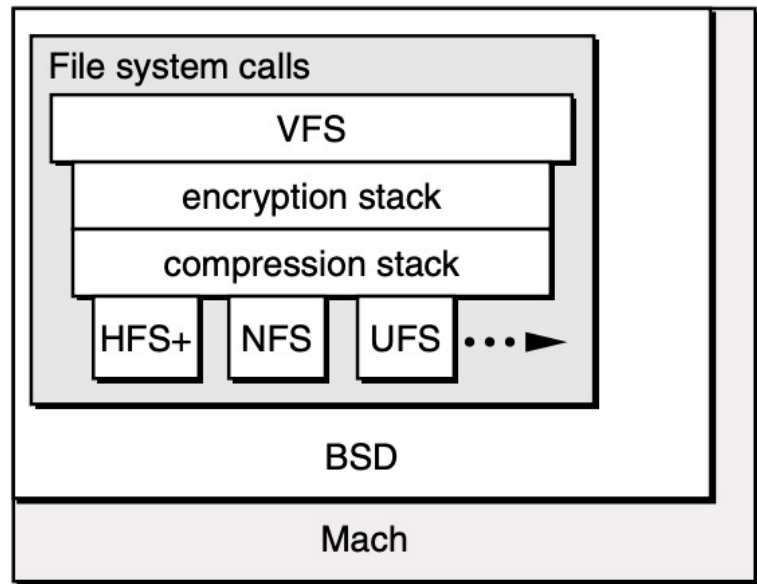 File system calls
VFS
encryption stack
compression stack
HFS+ NFS UFS
BSD
Mach